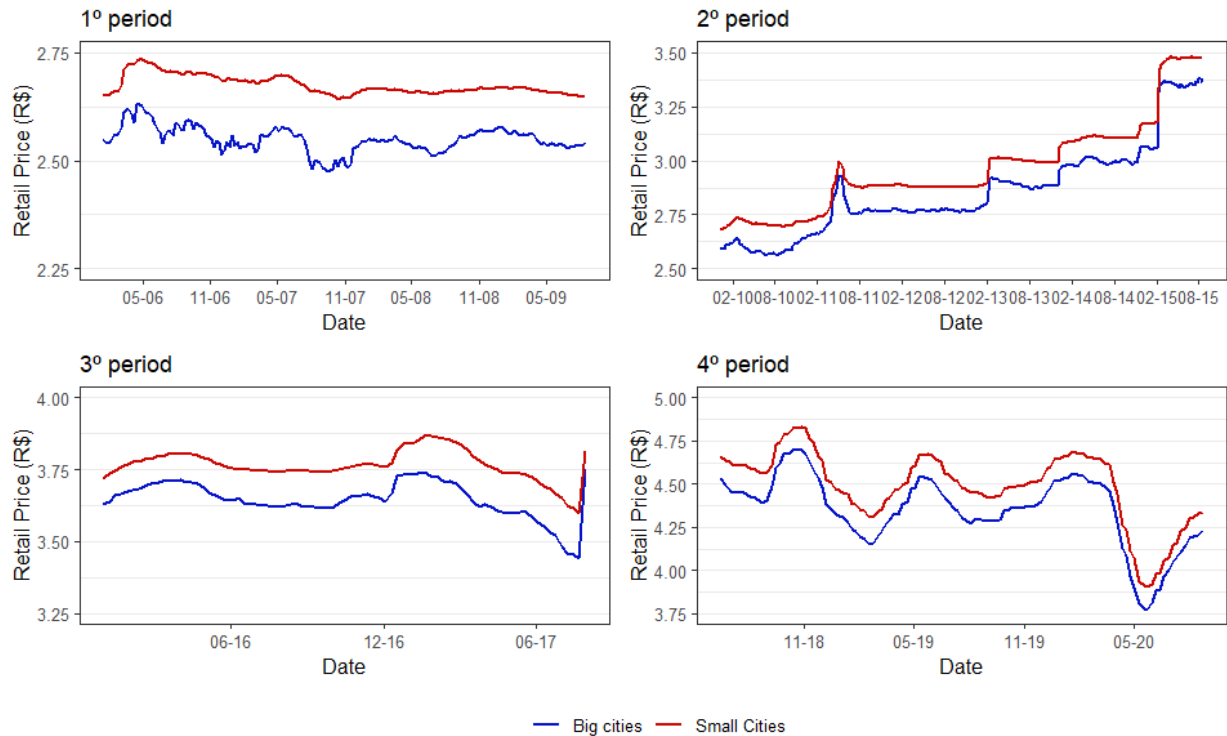 1º period
2º period
Retail Price (R$)
2.75
2.50
2.25
05-06 11-06 05-07 11-07 05-08 11-08 05-09
Date
Retail Price (R$)
3.50
3.25
3.00
2.75
2.50
02-10 08-10 02-11 08-11 02-12 08-12 02-13 08-13 02-14 08-14 02-15 08-15
Date
3º period
4º period
Retail Price (R$)
4.00
3.75
3.50
3.25
06-16 12-16 06-17
Date
Retail Price (R$)
5.00
4.75
4.50
4.25
4.00
3.75
11-18 05-19 11-19 05-20
Date
Big cities Small Cities